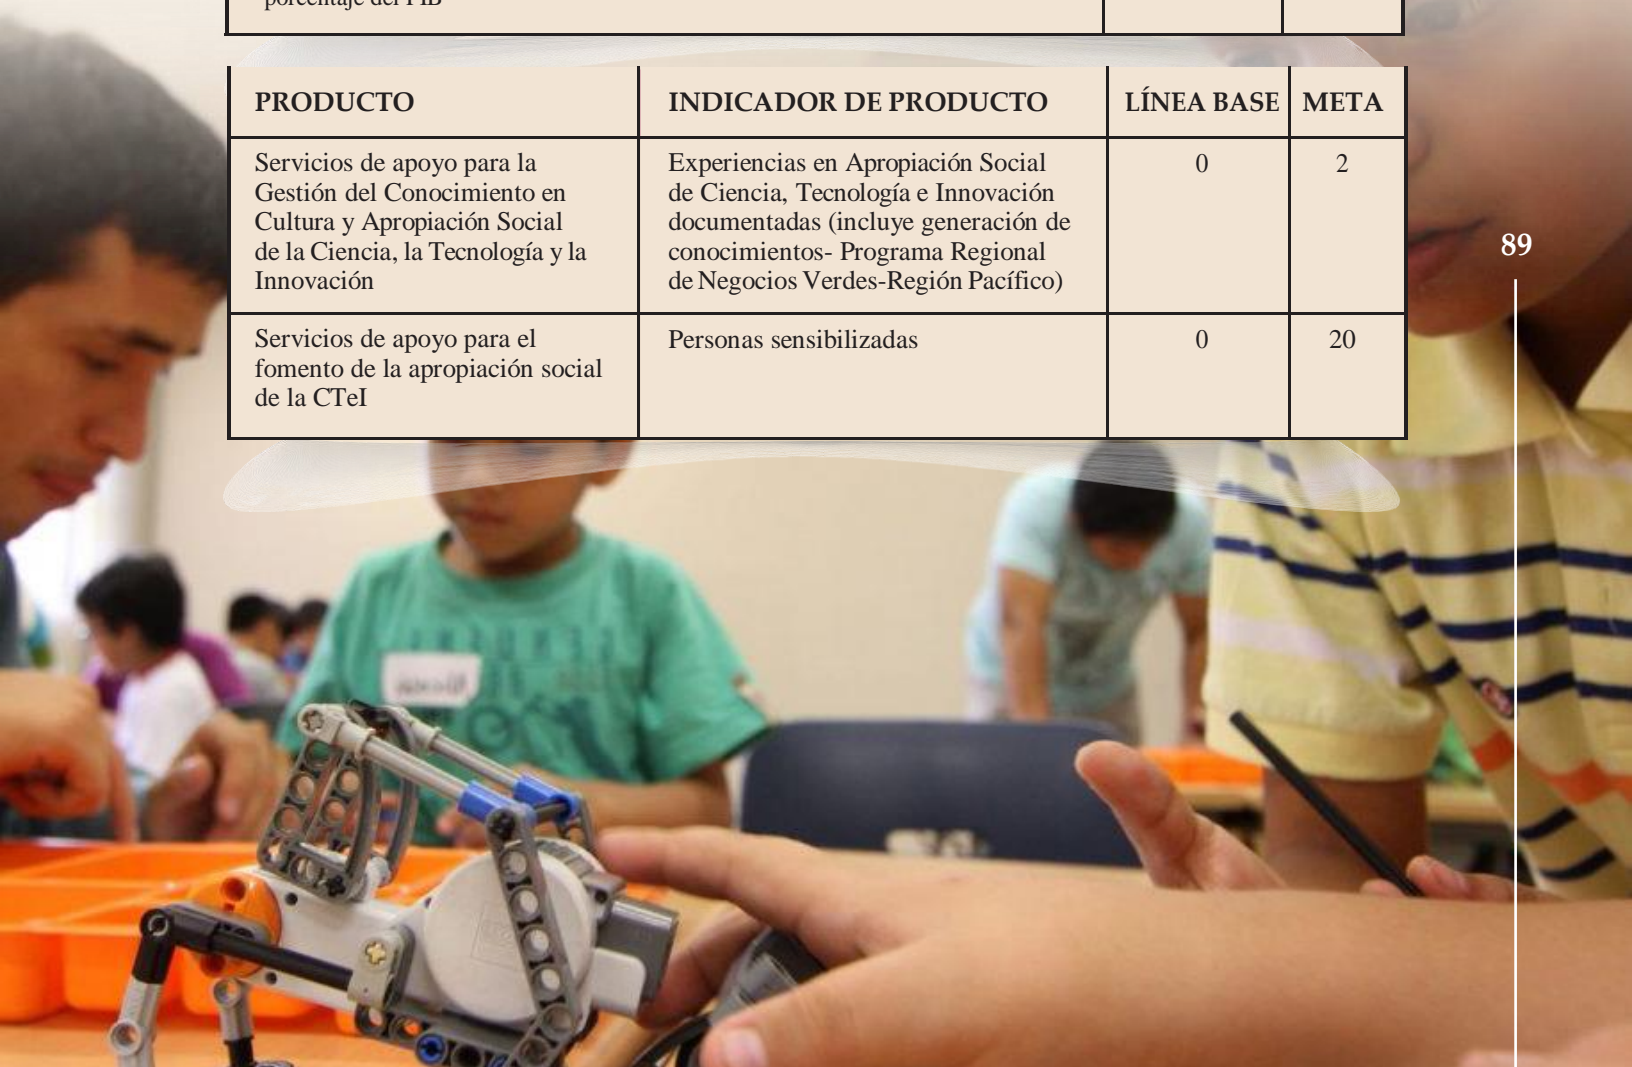 porcentaje del PIB
PRODUCTO INDICADOR DE PRODUCTO LÍNEA BASE META
Servicios de apoyo para la
Gestión del Conocimiento en
Cultura y Apropiación Social
de la Ciencia, la Tecnología y la
Innovación
Experiencias en Apropiación Social
de Ciencia, Tecnología e Innovación
documentadas (incluye generación de
conocimientos- Programa Regional
de Negocios Verdes-Región Pacífico)
0
2
Servicios de apoyo para el
fomento de la apropiación social
de la CTeI
Personas sensibilizadas
0
20
89